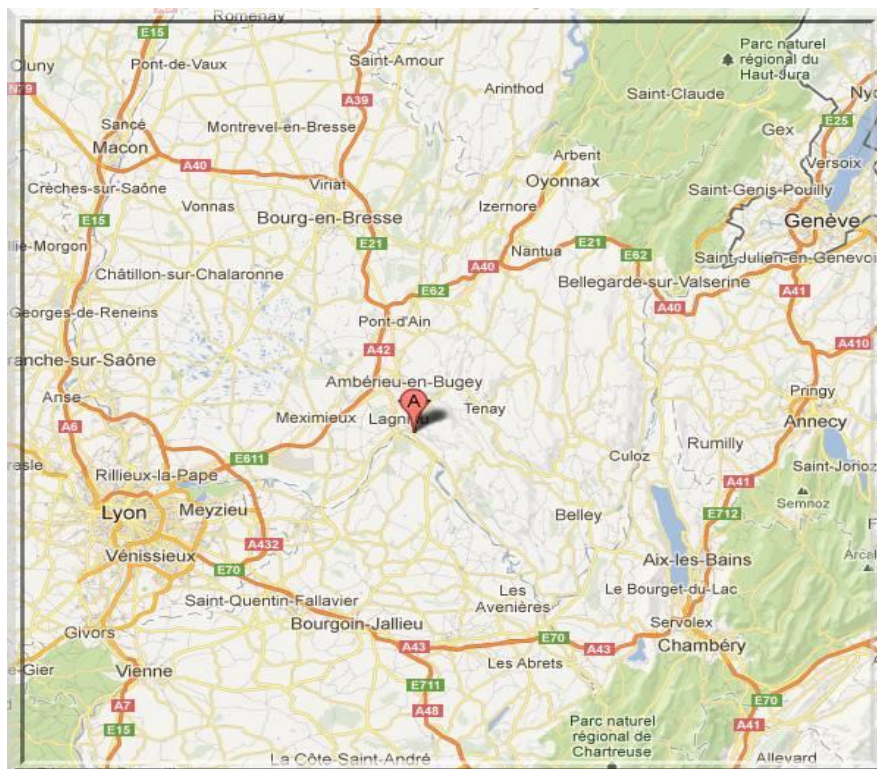 Romenay
E15
Cluny
Pont-de-Vaux
Saint-Amour
Parc naturel
régional du
Haut-Jura
N79
A39
Arinthod
Saint-Claude
Sancé
Macon
Montrevel-en-Bresse
E25
Gex
Arbent
Versoix
A40
Crèches-sur-Saône
Viriat
Oyonnax
Saint-Genis-Pouilly
Vonnas
Izernore
E15
Bourg-en-Bresse
Genève
E21
Nantua
E21
E62
A40
Saint-Julien-en-Genevoi
Châtillon-sur-Chalaronne
E62
Bellegarde-sur-Valserine
A41
A40
-Georges-de-Reneins
Pont-d'Ain
A42
A410
ranche-sur-Saône
Ambérieu-en-Bugey
Pringy
Anse
A
Meximieux
Tenay
Annecy
A6
E611
Culoz
Rumilly
Saint-Jorioz
Rillieux-la-Pape
A41
Semnoz
Lyon
Meyzieu
Belley
E712
A432
Vénissieux
E70
Aix-les-Bains
Saint-Quentin-Fallavier
Les
Avenières
Le Bourget-du-Lac
Givors
Bourgoin-Jallieu
Servolex
A43
E70
A43
Chambéry
e-Gier
Vienne
Les Abrets
E711
E70
A7
A48
E15
Parc naturel
régional de
Chartreuse
A41
La Côte-Saint-André
Allevard